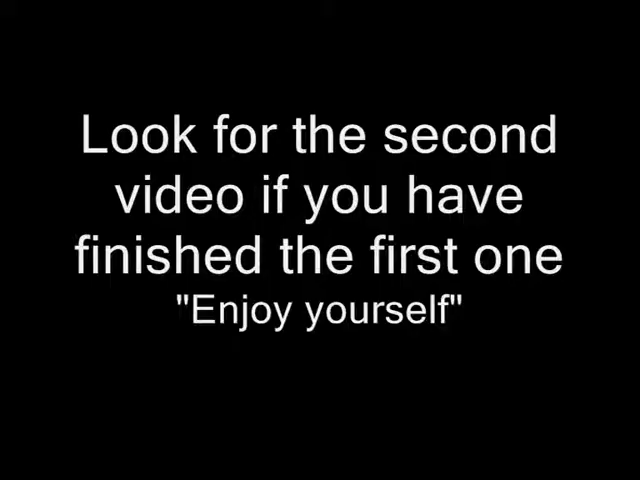 Look for the second
video if you have
finished the first one
"Enjoy yourself"